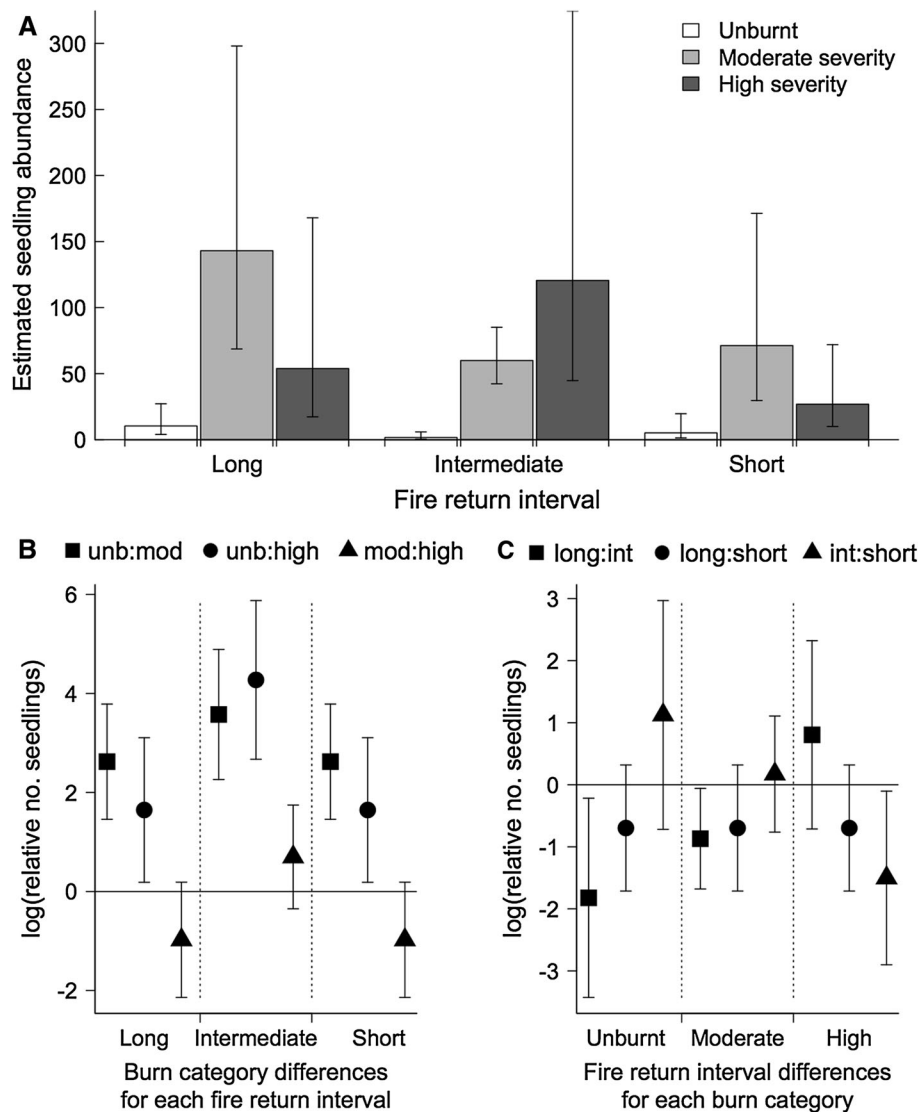 A
Unburnt
Moderate severity
High severity
Estimated seedling abundance
300
250
200
150
100
50
0
Long Intermediate Short
Fire return interval
B unb:mod unb:high mod:high
log(relative no. seedlings)
6
4
2
0
-2
Long Intermediate Short
Burn category differences
for each fire return interval
C long:int long:short int:short
log(relative no. seedlings)
3
2
1
0
-1
-2
-3
Unburnt Moderate High
Fire return interval differences
for each burn category